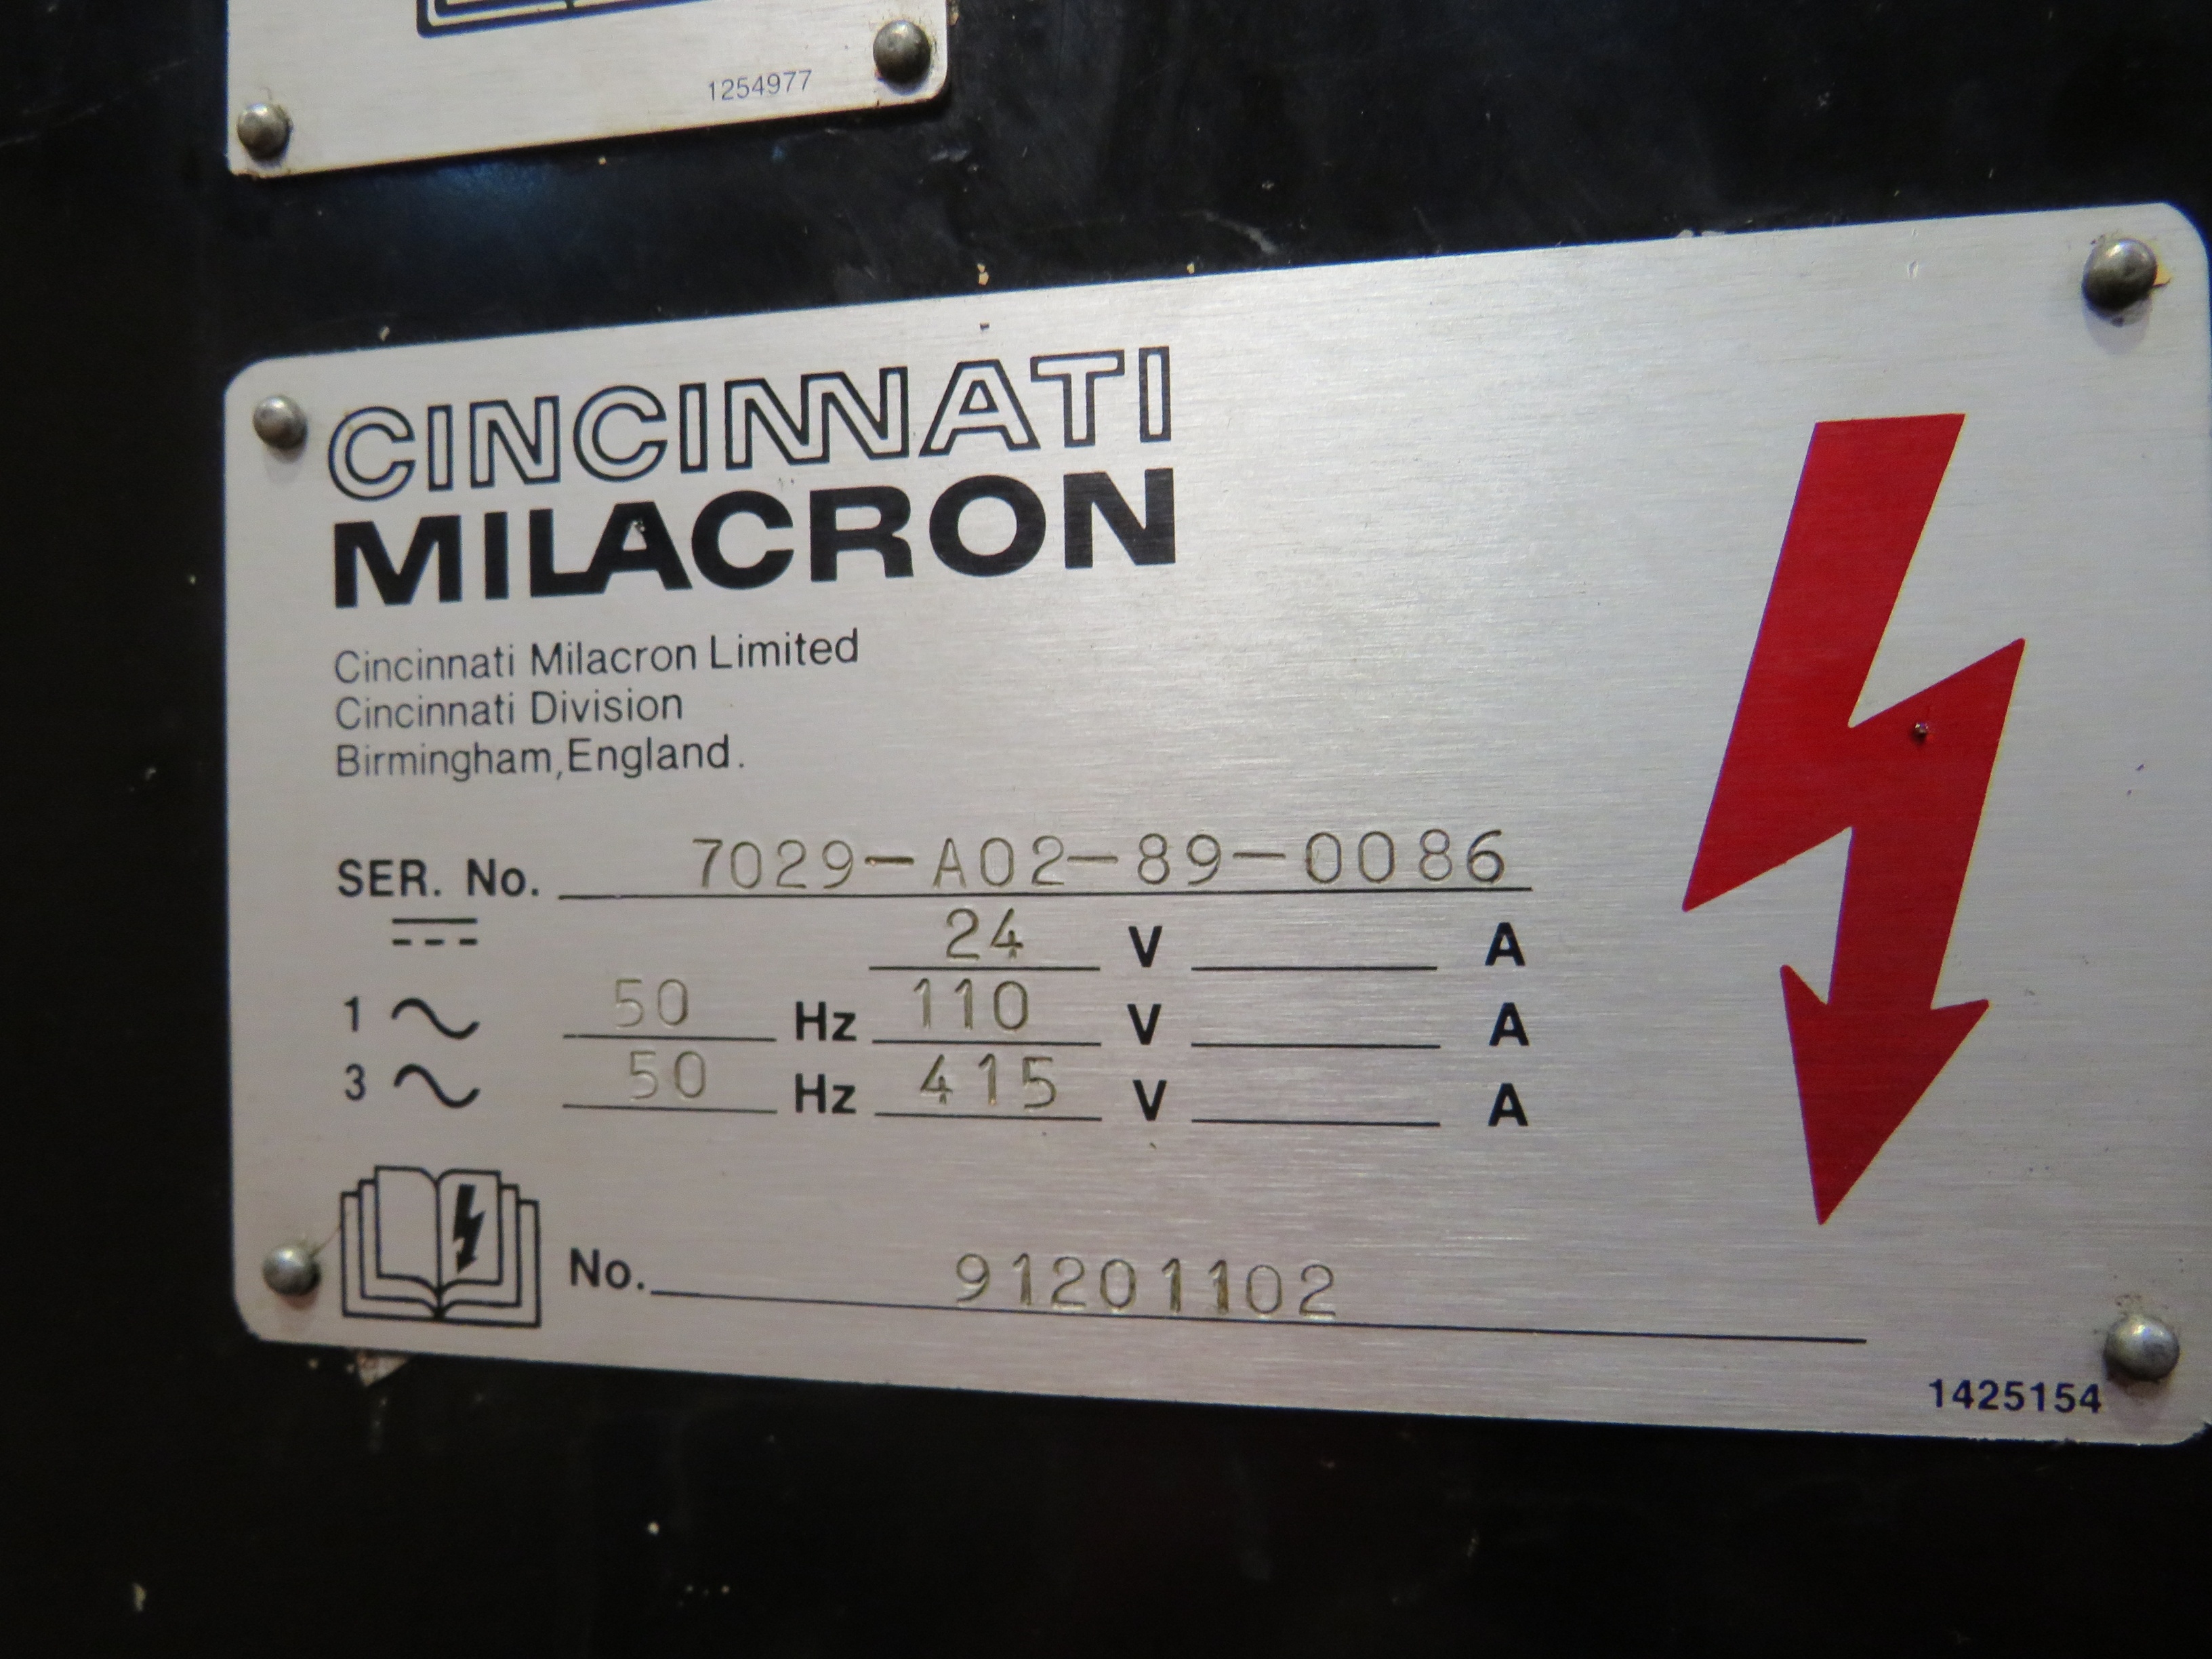 1254977
CINCINNATI
MILACRON
Cincinnati Milacron Limited
Cincinnati Division
Birmingham, England.
SER. No. 7029-A02-89-0086
24 V A
1 ~ 50 Hz 110 V A
3 ~ 50 Hz 415 V A
No. 91201102
1425154